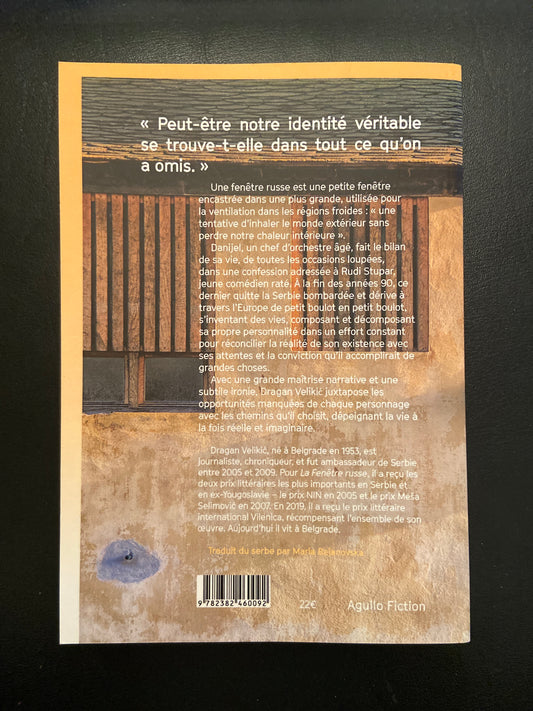 « Peut-être notre identité véritable
se trouve-t-elle dans tout ce qu'on
a omis. »
Une fenêtre russe est une petite fenêtre
encastrée dans une plus grande, utilisée pour
la ventilation dans les régions froides : « une
tentative d'inhaler le monde extérieur sans
perdre notre chaleur intérieure ».
Danijel, un chef d'orchestre âgé, fait le bilan
de sa vie, de toutes les occasions loupées,
dans une confession adressée à Rudi Stupar,
jeune comédien raté. À la fin des années 90, ce
dernier quitte la Serbie bombardée et dérive à
travers l'Europe de petit boulot en petit boulot,
s'inventant des vies, composant et décomposant
sa propre personnalité dans un effort constant
pour réconcilier la réalité de son existence avec
ses attentes et la conviction qu'il accomplirait de
grandes choses.
Avec une grande maîtrise narrative et une
subtile ironie, Dragan Velikić juxtapose les
opportunités manquées de chaque personnage
avec les chemins qu'il choisit, dépeignant la vie à
la fois réelle et imaginaire.
Dragan Velikić, né à Belgrade en 1953, est
journaliste, chroniqueur, et fut ambassadeur de Serbie
entre 2005 et 2009. Pour La Fenêtre russe, il a reçu les
deux prix littéraires les plus importants en Serbie et
en ex-Yougoslavie – le prix NIN en 2005 et le prix Meša
Selimović en 2007. En 2019, il a reçu le prix littéraire
international Vilenica, récompensant l'ensemble de son
œuvre. Aujourd'hui il vit à Belgrade.
Traduit du serbe par Maria Béjanovska
9 782382 460092
22€
Agullo Fiction